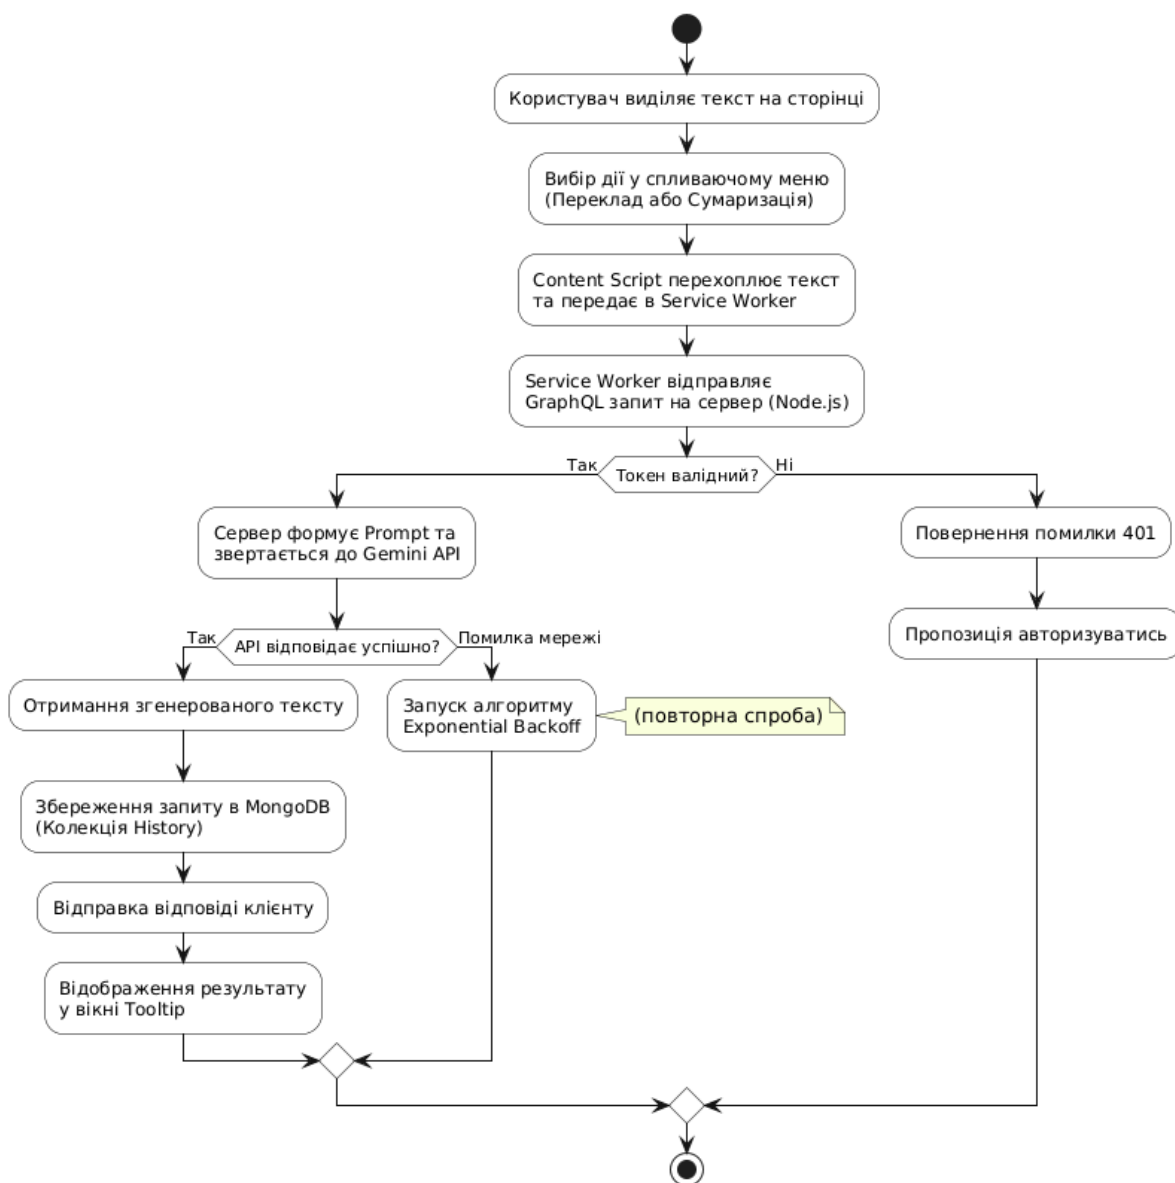 Користувач виділяє текст на сторінці
Вибір дії у спливаючому меню
(Переклад або Сумаризація)
Content Script перехоплює текст
та передає в Service Worker
Service Worker відправляє
GraphQL запит на сервер (Node.js)
Так
Токен валідний?
Ні
Сервер формує Prompt та
звертається до Gemini API
Повернення помилки 401
Пропозиція авторизуватись
Так
API відповідає успішно?
Помилка мережі
Отримання згенерованого тексту
Запуск алгоритму
Exponential Backoff
(повторна спроба)
Збереження запиту в MongoDB
(Колекція History)
Відправка відповіді клієнту
Відображення результату
у вікні Tooltip